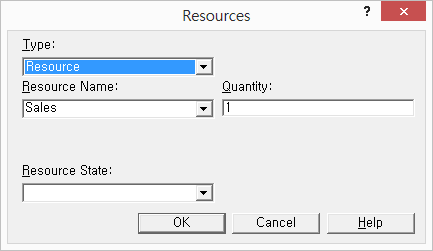 Resources
?
Type:
Resource
Resource Name:
Quantity:
Sales
1
Resource State:
OK
Cancel
Help